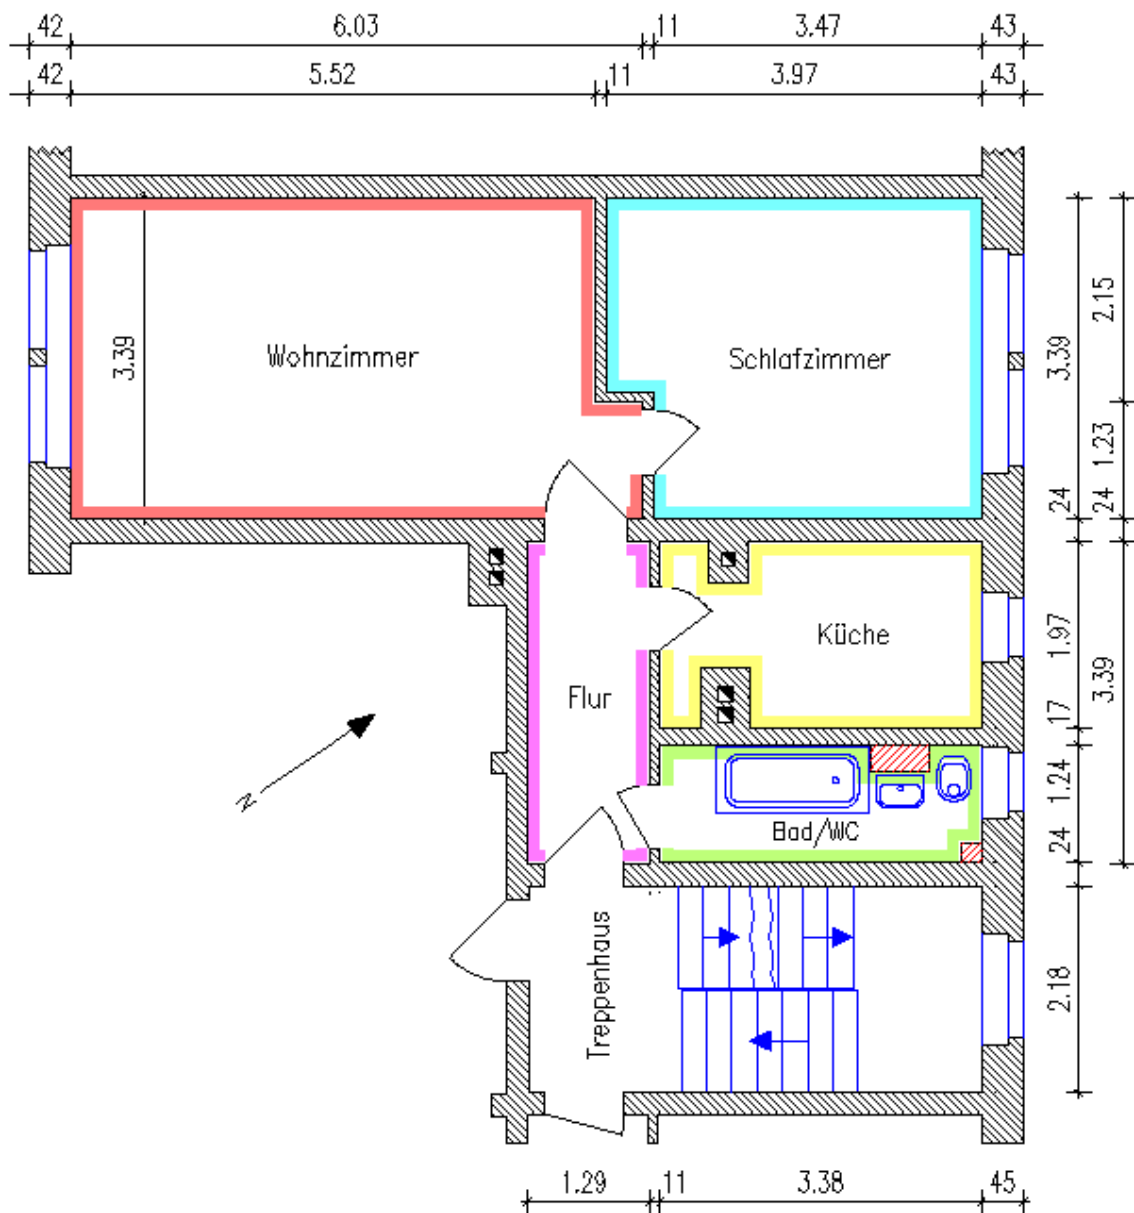 42 6.03 11 3.47 43
42 5.52 11 3.97 43
3.39
Wohnzimmer
Schlafzimmer
3.39
24
2.15
1.23
24
Küche
Flur
1.97
17
3.39
N
Bad/WC
1.24
24
Treppenhaus
2.18
1.29 11 3.38 45